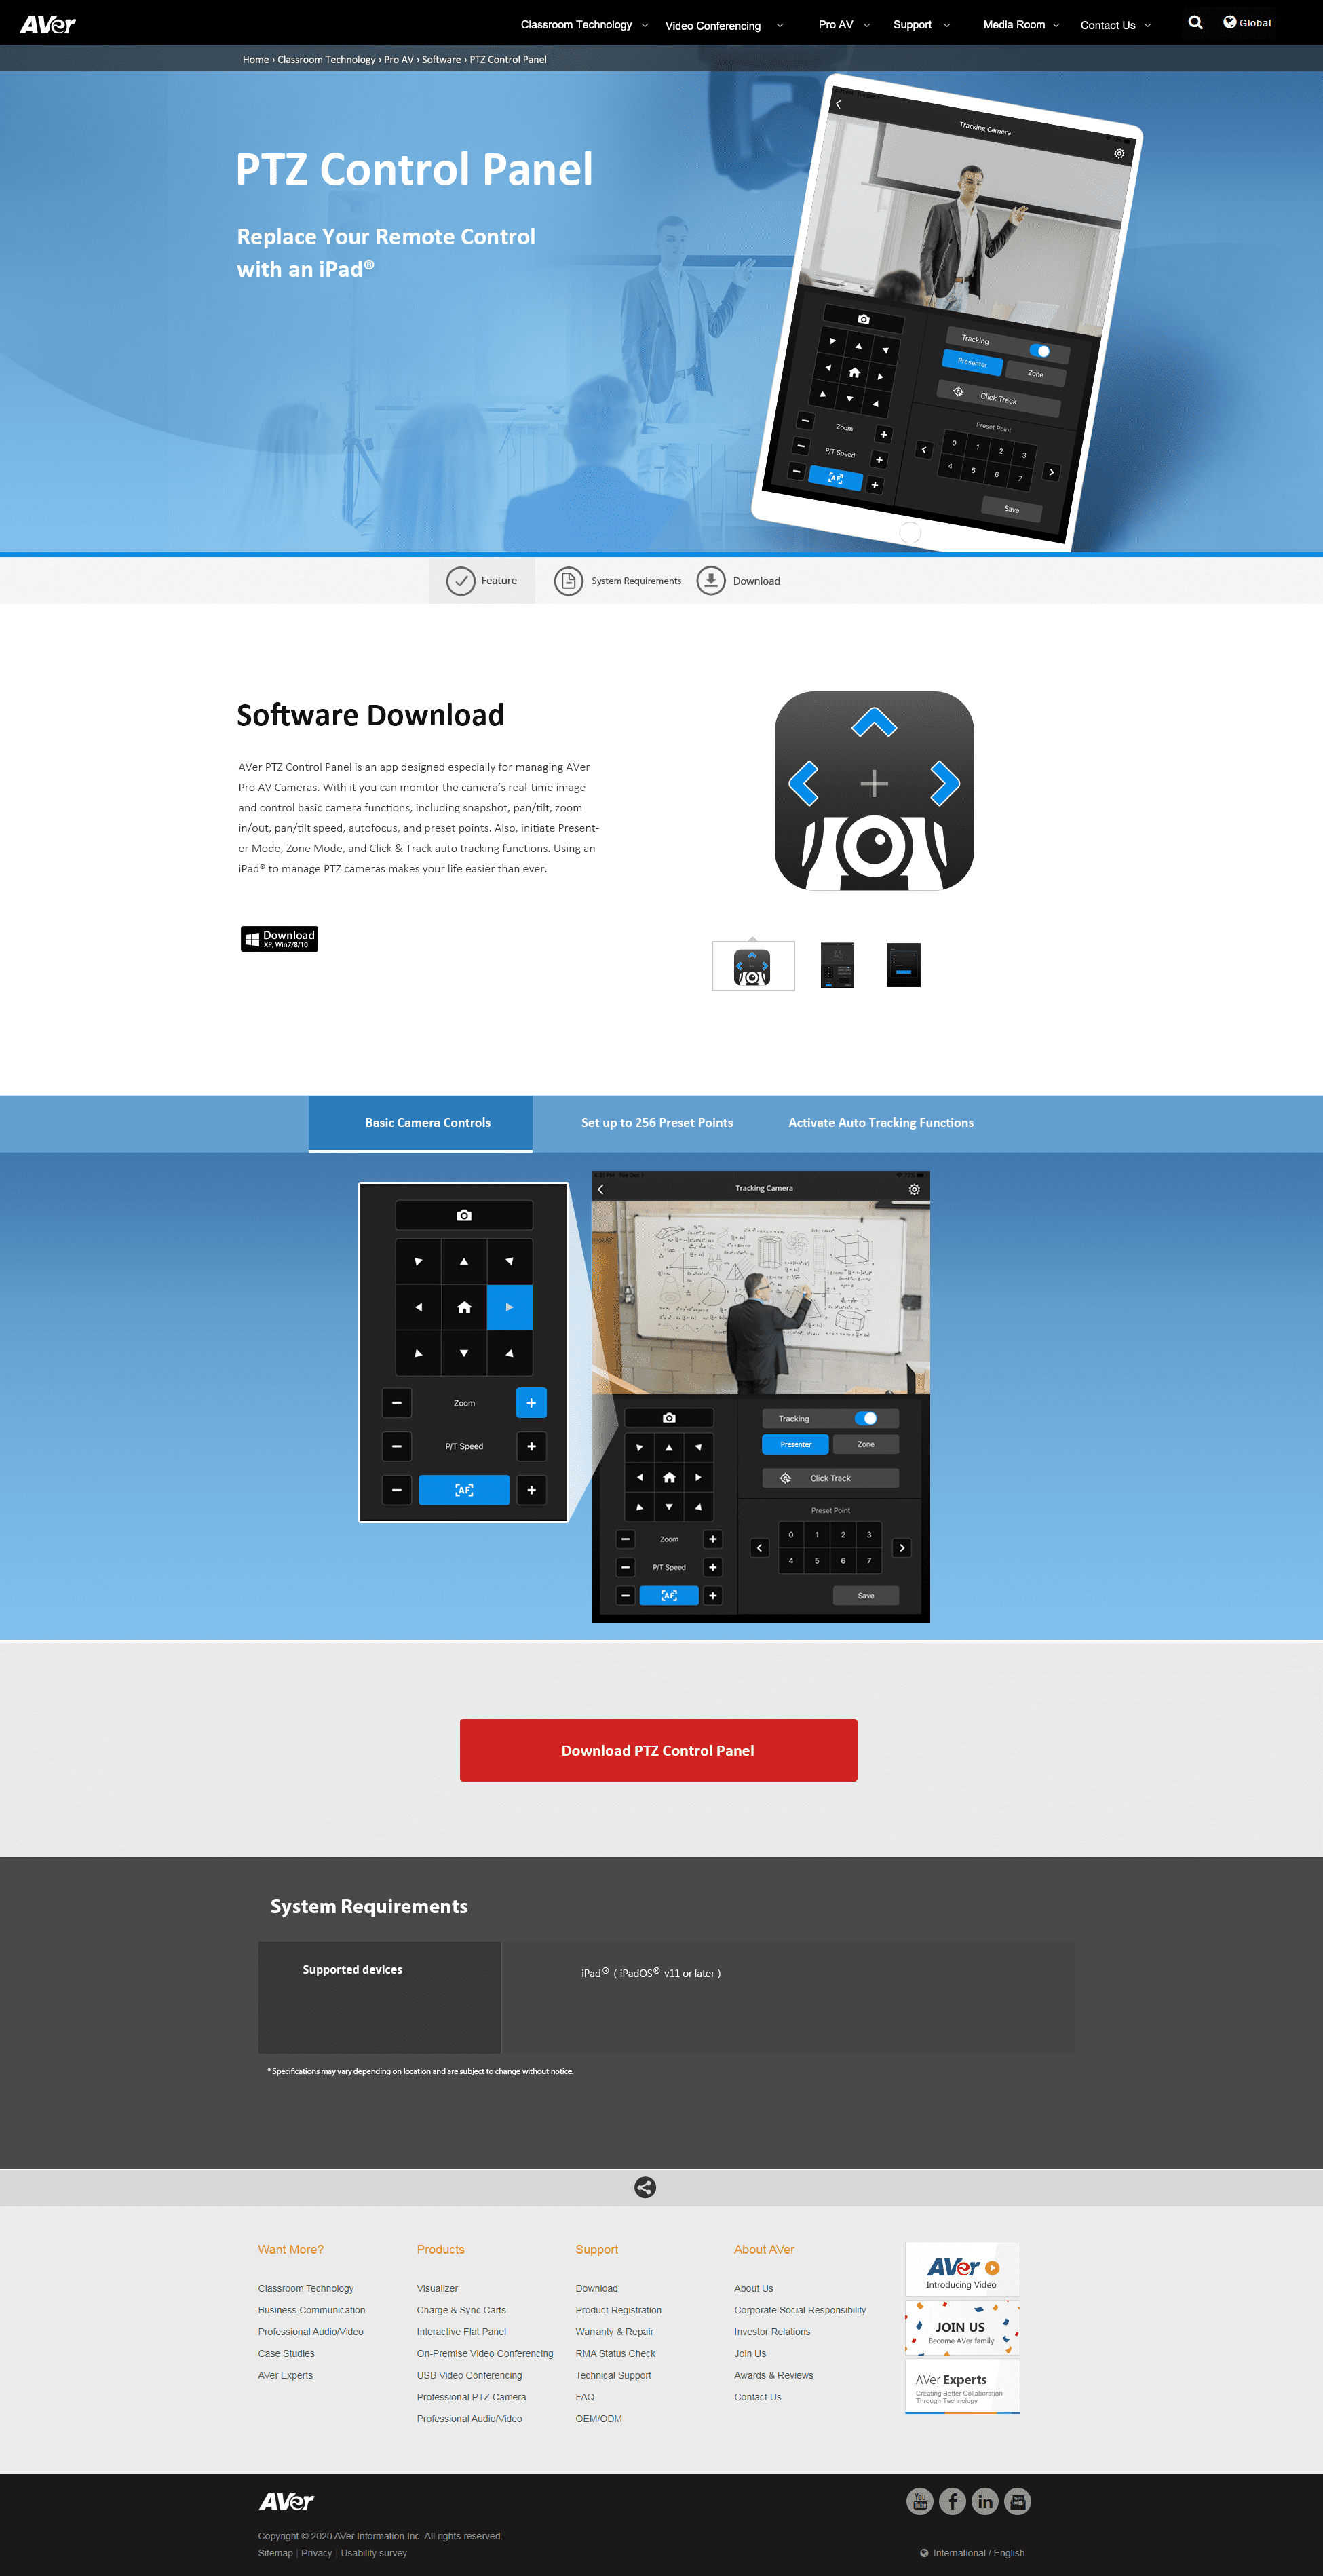 AVer
Classroom Technology
Video Conferencing
Pro AV
Support
Media Room
Contact Us
Global
Home › Classroom Technology › Pro AV › Software › PTZ Control Panel
PTZ Control Panel
Replace Your Remote Control
with an iPad®
Tracking Camera
Tracking
Presenter
Zone
Click Track
Zoom
P/T Speed
AF
Preset Point
0 1 2 3
4 5 6 7
Save
Feature
System Requirements
Download
Software Download
AVer PTZ Control Panel is an app designed especially for managing AVer
Pro AV Cameras. With it you can monitor the camera's real-time image
and control basic camera functions, including snapshot, pan/tilt, zoom
in/out, pan/tilt speed, autofocus, and preset points. Also, initiate Present-
er Mode, Zone Mode, and Click & Track auto tracking functions. Using an
iPad® to manage PTZ cameras makes your life easier than ever.
Download
XP, Win7/8/10
Basic Camera Controls
Set up to 256 Preset Points
Activate Auto Tracking Functions
Zoom
P/T Speed
AF
Tracking Camera
Tracking
Presenter
Zone
Click Track
Zoom
P/T Speed
AF
Preset Point
0 1 2 3
4 5 6 7
Save
Download PTZ Control Panel
System Requirements
Supported devices
iPad® ( iPadOS® v11 or later )
* Specifications may vary depending on location and are subject to change without notice.
Want More?
Classroom Technology
Business Communication
Professional Audio/Video
Case Studies
AVer Experts
Products
Visualizer
Charge & Sync Carts
Interactive Flat Panel
On-Premise Video Conferencing
USB Video Conferencing
Professional PTZ Camera
Professional Audio/Video
Support
Download
Product Registration
Warranty & Repair
RMA Status Check
Technical Support
FAQ
OEM/ODM
About AVer
About Us
Corporate Social Responsibility
Investor Relations
Join Us
Awards & Reviews
Contact Us
AVer
Introducing Video
JOIN US
Become AVer family
AVer Experts
Creating Better Collaboration
Through Technology
AVer
You Tube
f
in
Copyright © 2020 AVer Information Inc. All rights reserved.
Sitemap | Privacy | Usability survey
International / English